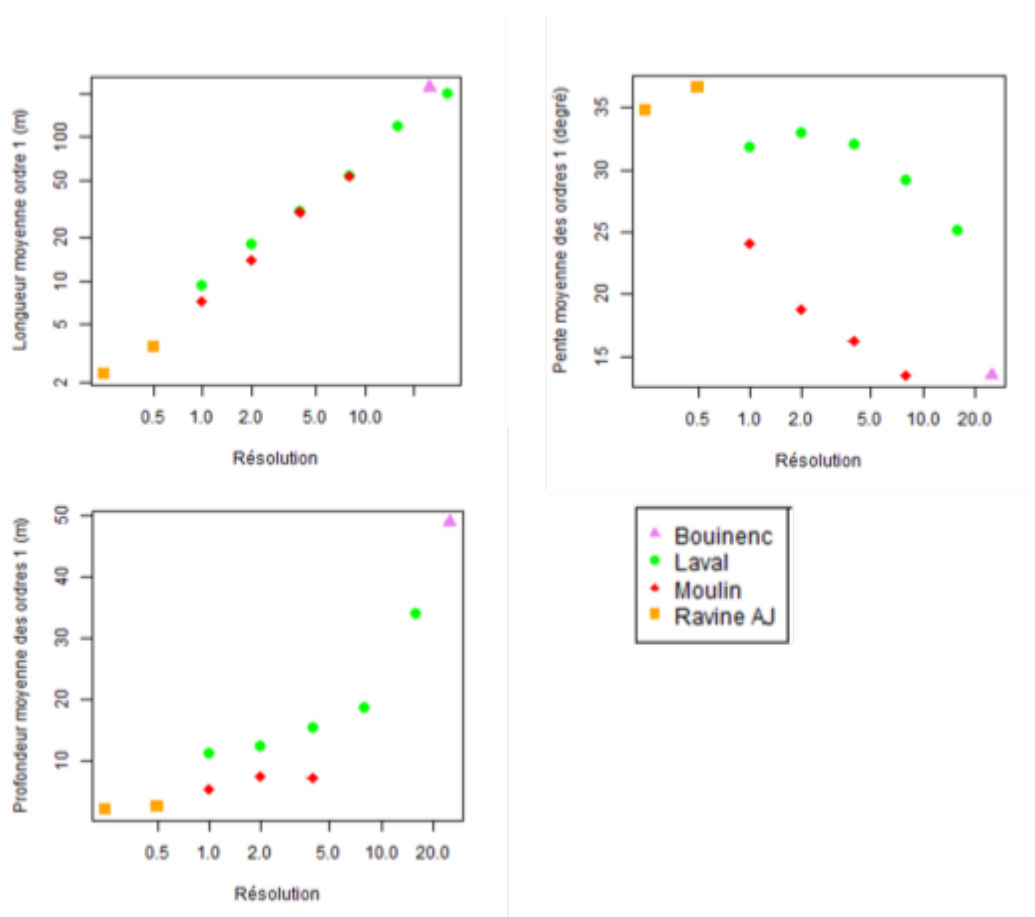 Longueur moyenne ordre 1 (m)
100
50
20
10
5
2
0.5 1.0 2.0 5.0 10.0
Résolution
Pente moyenne des ordres 1 (degré)
35
30
25
20
15
0.5 1.0 2.0 5.0 10.0 20.0
Résolution
Profondeur moyenne des ordres 1 (m)
50
40
30
20
10
0.5 1.0 2.0 5.0 10.0 20.0
Résolution
Bouinenc
Laval
Moulin
Ravine AJ